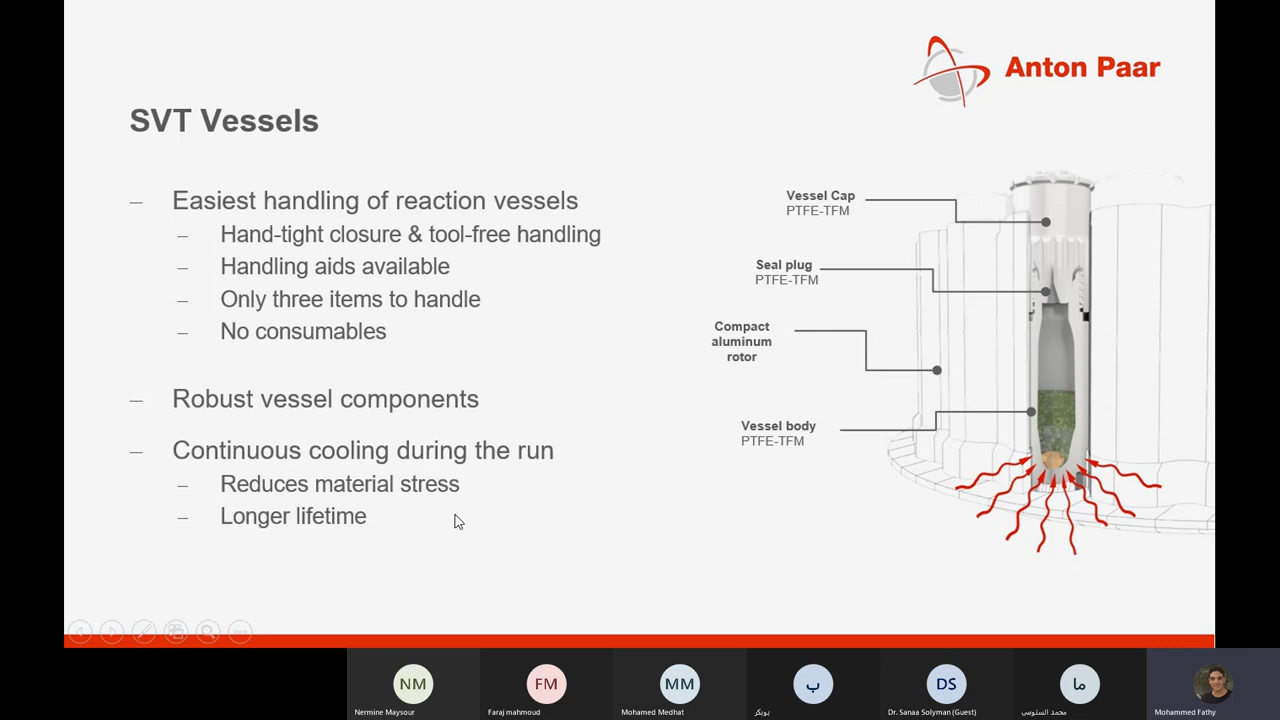 Anton Paar
SVT Vessels
– Easiest handling of reaction vessels
– Hand-tight closure & tool-free handling
– Handling aids available
– Only three items to handle
– No consumables
– Robust vessel components
– Continuous cooling during the run
– Reduces material stress
– Longer lifetime
Vessel Cap
PTFE-TFM
Seal plug
PTFE-TFM
Compact
aluminum
rotor
Vessel body
PTFE-TFM
NM
FM
MM
ب
DS
ما
Nermine Maysour
Faraj mahmoud
Mohamed Medhat
بوبكر
Dr. Sanaa Solyman (Guest)
محمد السنوسي
Mohammed Fathy